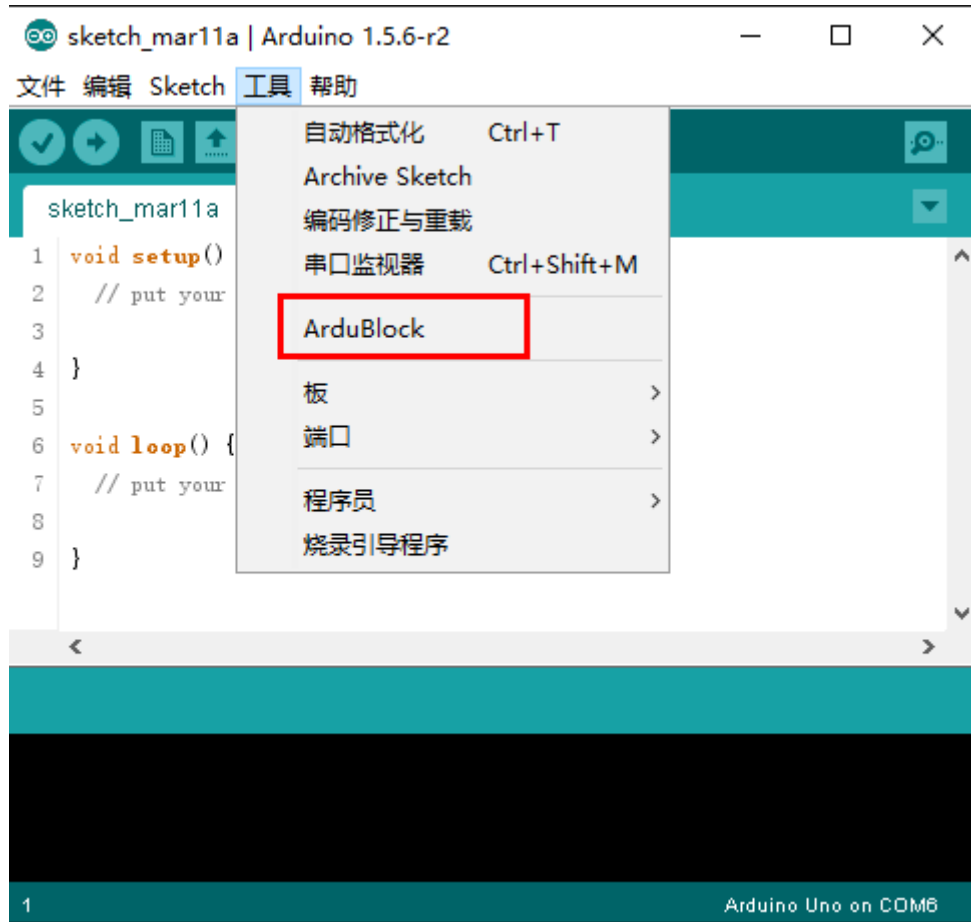 sketch_mar11a | Arduino 1.5.6-r2
文件 编辑 Sketch 工具 帮助
自动格式化 Ctrl+T
Archive Sketch
编码修正与重载
串口监视器 Ctrl+Shift+M
ArduBlock
板
端口
程序员
烧录引导程序
sketch_mar11a
1 void setup()
2 // put your
3
4 }
5
6 void loop() {
7 // put your
8
9 }
1 Arduino Uno on COM6